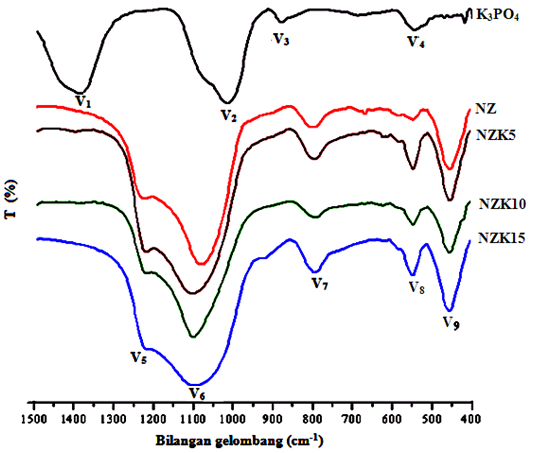 K₃PO₄
V₃
V₄
V₁
V₂
NZ
NZK5
NZK10
NZK15
T (%)
V₇
V₈
V₉
V₅
V₆
1500 1300 1200 1100 1000 900 800 700 600 500 400
Bilangan gelombang (cm⁻¹)